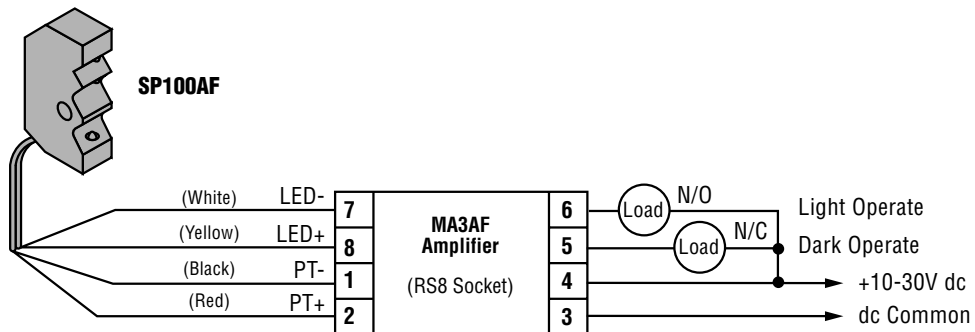 SP100AF
(White) LED- 7
(Yellow) LED+ 8
(Black) PT- 1
(Red) PT+ 2
MA3AF
Amplifier
(RS8 Socket)
6 Load N/O Light Operate
5 Load N/C Dark Operate
4 +10-30V dc
3 dc Common